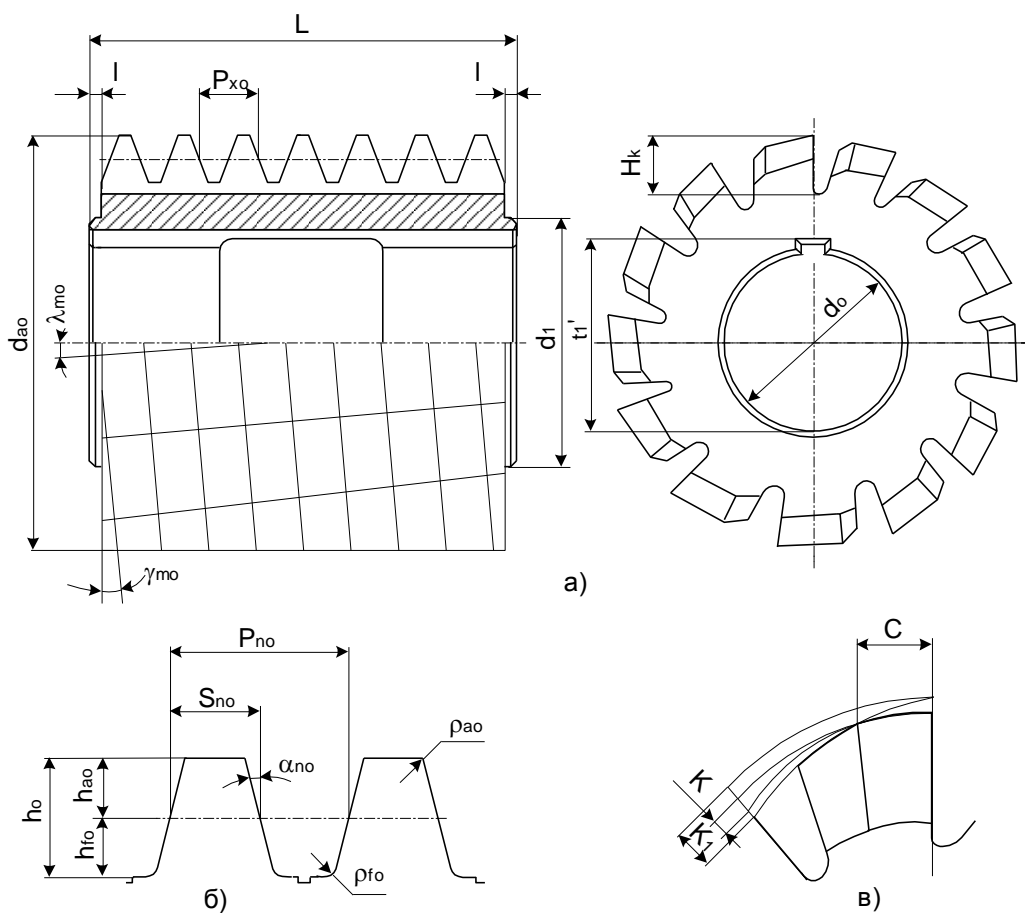 L
l
Pxo
l
Hk
dao
λmo
d1
t1'
do
γmo
а)
Pno
Sno
ρao
αno
ho
hao
hfo
ρfo
б)
C
K
K1
в)